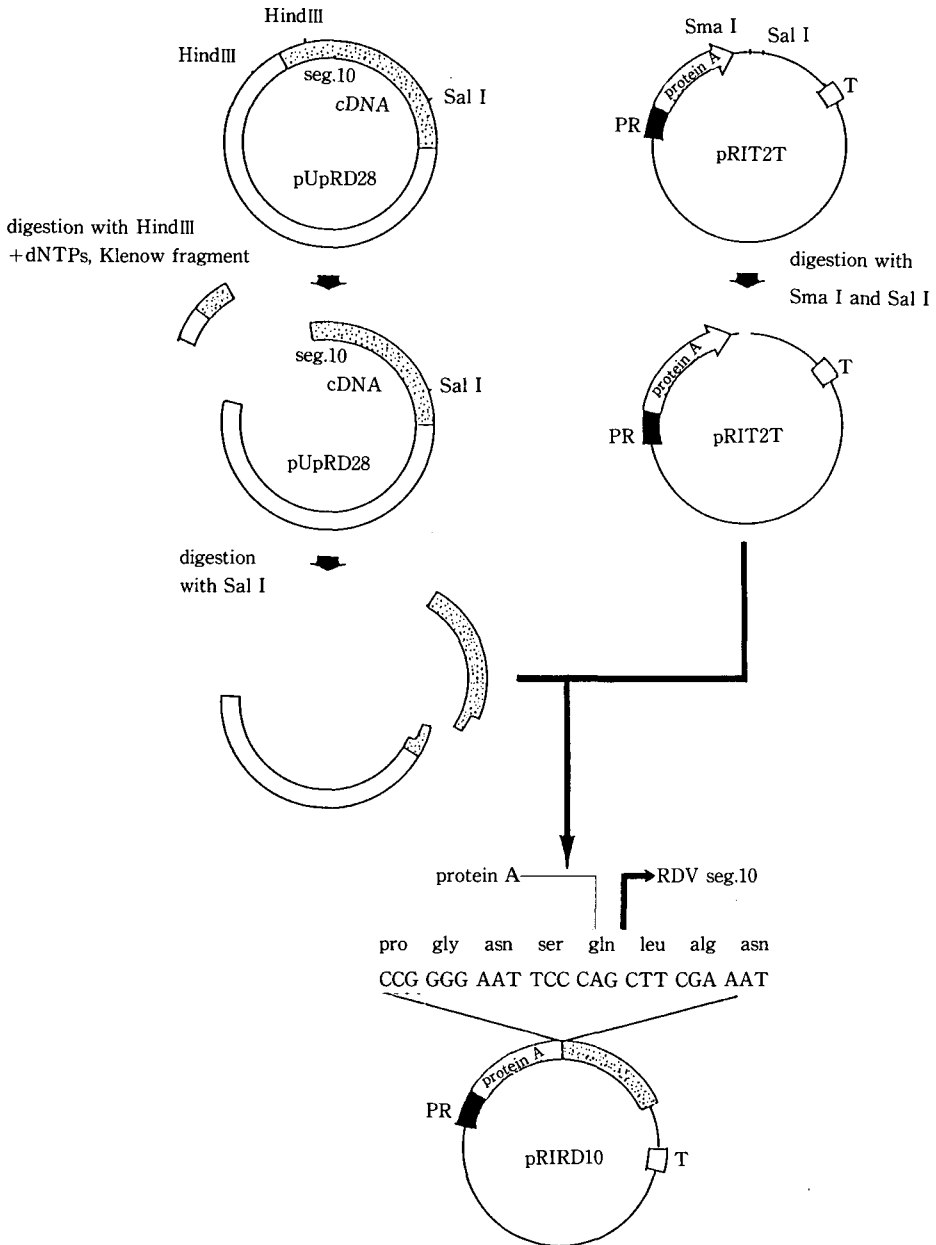 HindIII
HindIII
seg.10
cDNA
Sal I
pUpRD28
Sma I
Sal I
protein A
PR
T
pRIT2T
digestion with HindIII
+dNTPs, Klenow fragment
digestion with
Sma I and Sal I
seg.10
cDNA
Sal I
pUpRD28
protein A
PR
T
pRIT2T
digestion
with Sal I
protein A
RDV seg.10
pro gly asn ser gln leu alg asn
CCG GGG AAT TCC CAG CTT CGA AAT
protein A
PR
T
pRIRD10